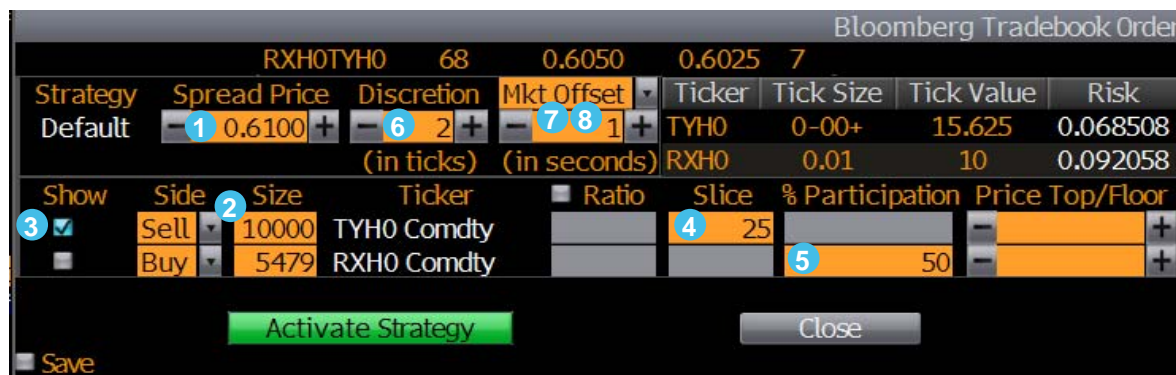 Bloomberg Tradebook Order
RXH0TYH0 68 0.6050 0.6025 7
Strategy Spread Price Discretion Mkt Offset Ticker Tick Size Tick Value Risk
Default - 1 0.6100 + - 6 2 + - 7 8 1 + TYH0 0-00+ 15.625 0.068508
(in ticks) (in seconds) RXH0 0.01 10 0.092058
Show Side Size Ticker Ratio Slice % Participation Price Top/Floor
3 Sell 2 10000 TYH0 Comdty 4 25 - +
Buy 5479 RXH0 Comdty 5 50 - +
Activate Strategy Close
Save